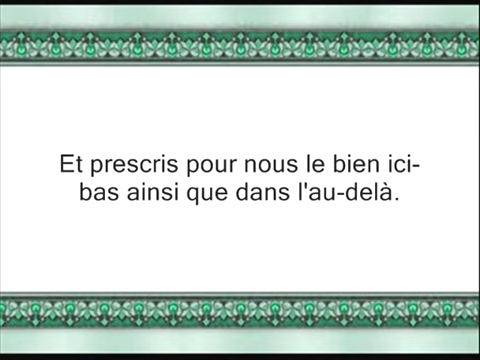 Et prescris pour nous le bien ici-
bas ainsi que dans l'au-delà.